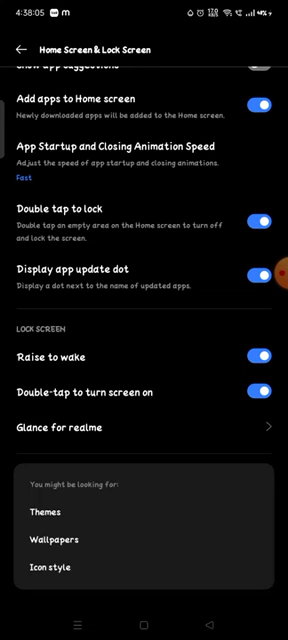 4:38:05
Home Screen & Lock Screen
Show app suggestions
Add apps to Home screen
Newly downloaded apps will be added to the Home screen.
App Startup and Closing Animation Speed
Adjust the speed of app startup and closing animations.
Fast
Double tap to lock
Double tap an empty area on the Home screen to turn off
and lock the screen.
Display app update dot
Display a dot next to the name of updated apps.
LOCK SCREEN
Raise to wake
Double-tap to turn screen on
Glance for realme
You might be looking for:
Themes
Wallpapers
Icon style